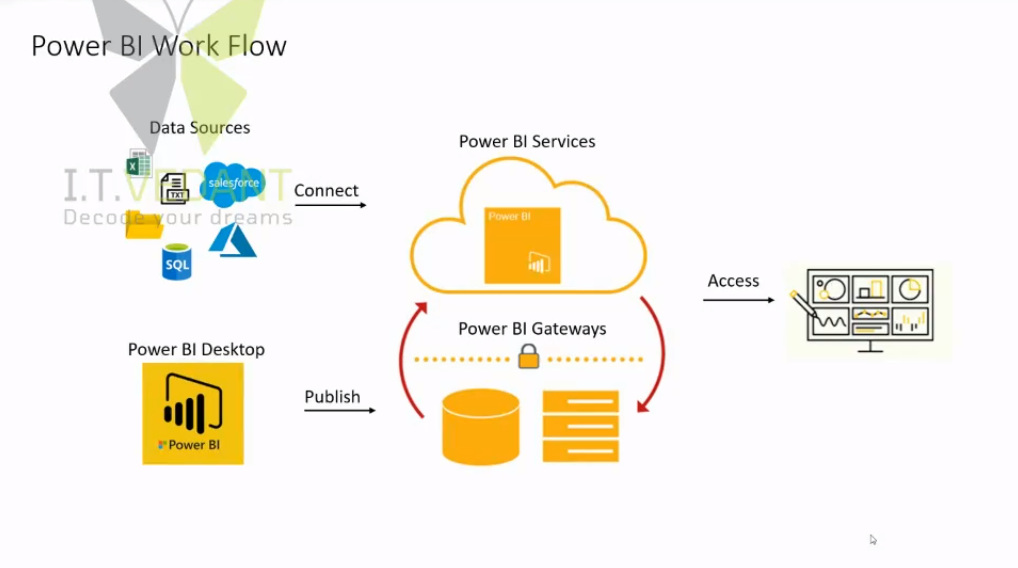 Power BI Work Flow
Data Sources
Power BI Services
I.T.VEDANT
Decode your dreams
TXT
salesforce
SQL
Connect
Power BI
Access
Power BI Gateways
Power BI Desktop
Power BI
Publish